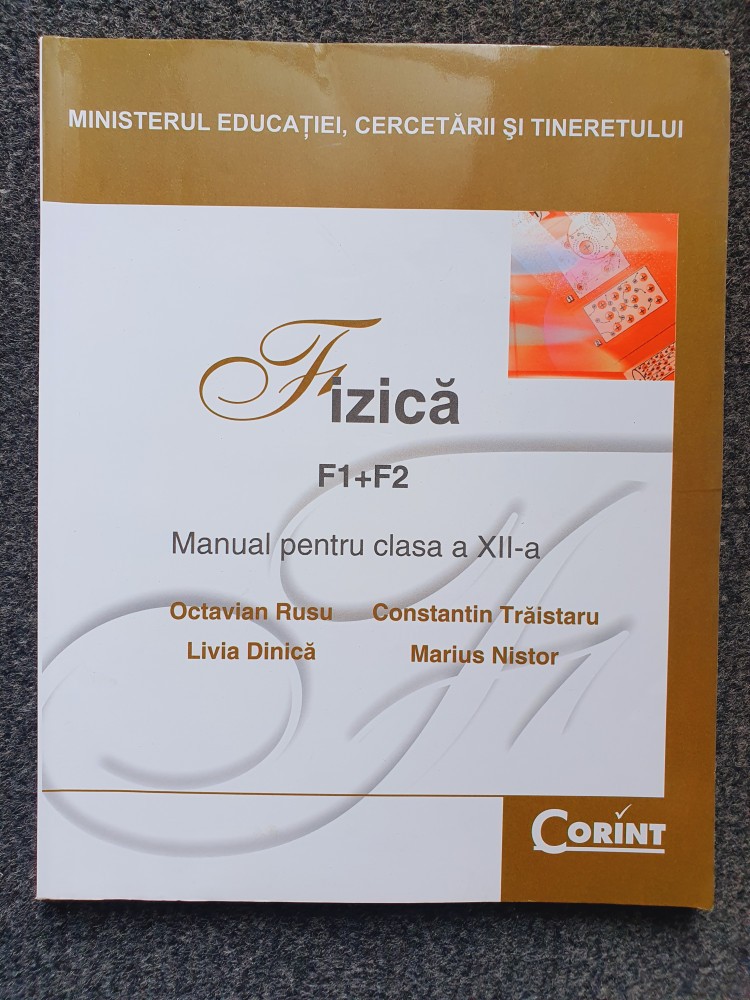 MINISTERUL EDUCAȚIEI, CERCETĂRII ŞI TINERETULUI
Fizică
F1+F2
Manual pentru clasa a XII-a
Octavian Rusu Constantin Trăistaru
Livia Dinică Marius Nistor
CORINT